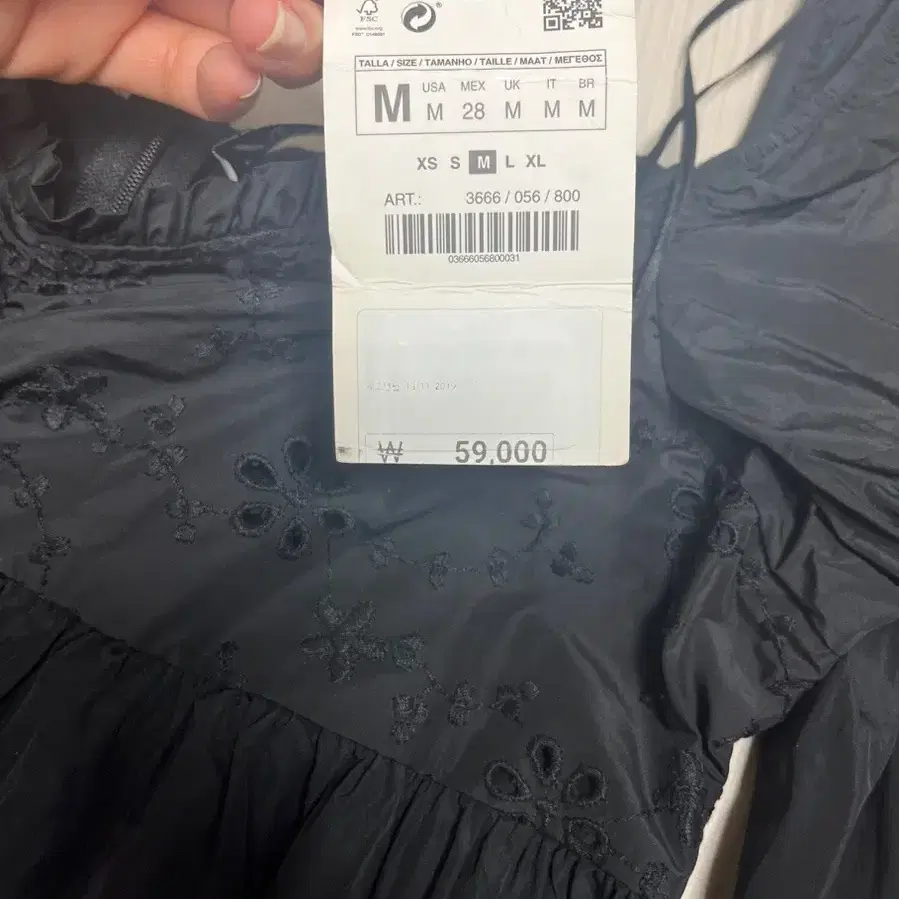 FSC
TALLA / SIZE / TAMANHO / TAILLE / MAAT / ΜΕΓΕΘΟΣ
M
USA MEX UK IT BR
M 28 M M M
XS S M L XL
ART.: 3666 / 056 / 800
03666056800031
₩ 59,000